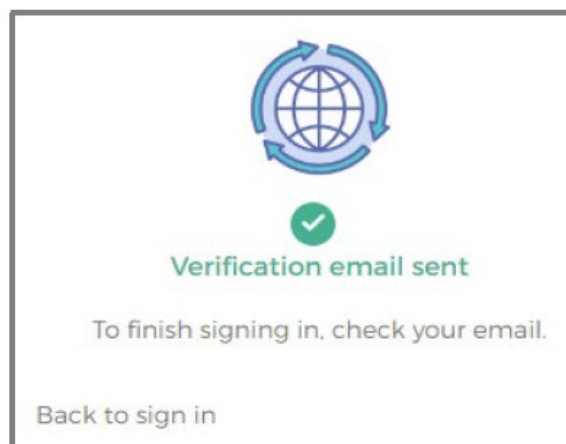 Verification email sent
To finish signing in, check your email.
Back to sign in